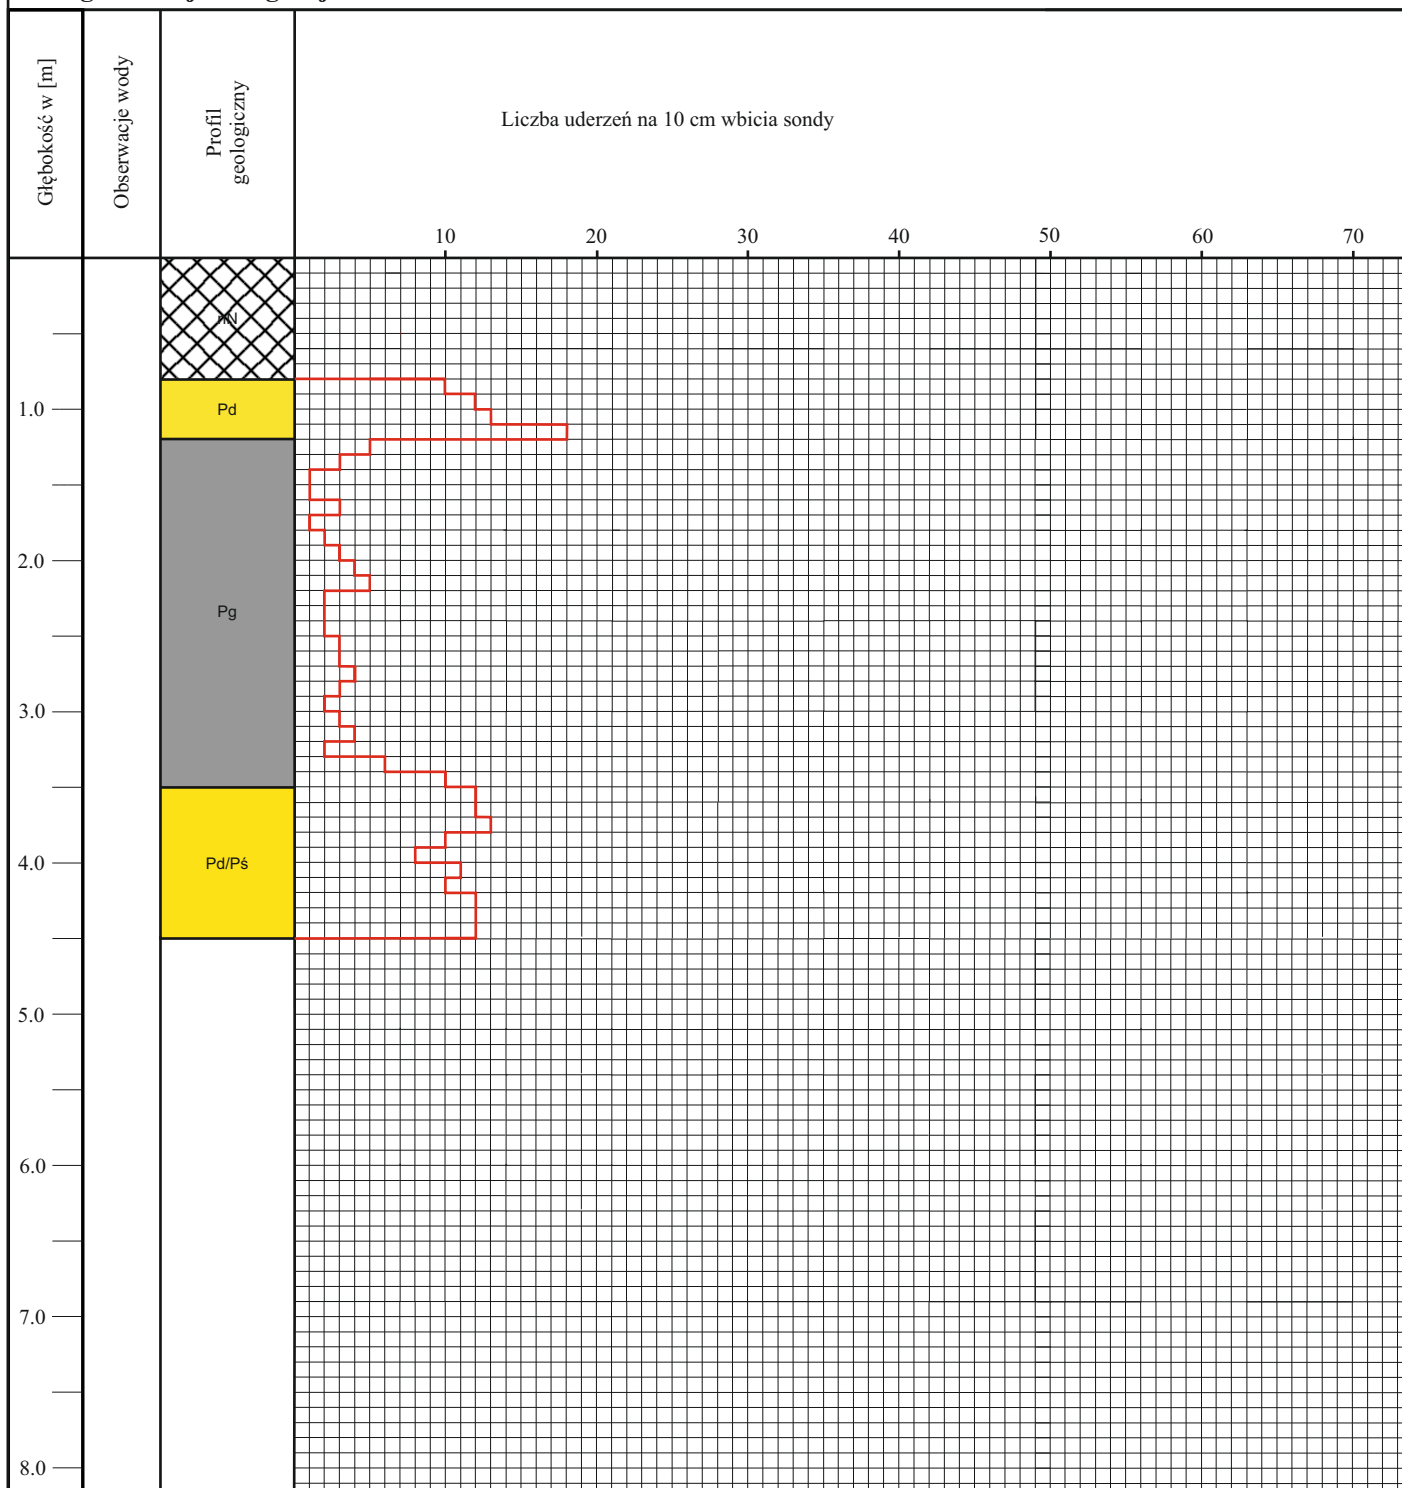 Głębokość w [m]
Obserwacje wody
Profil
geologiczny
Liczba uderzeń na 10 cm wbicia sondy
10 20 30 40 50 60 70
nN
Pd
1.0
2.0
Pg
3.0
4.0
Pd/Pś
5.0
6.0
7.0
8.0